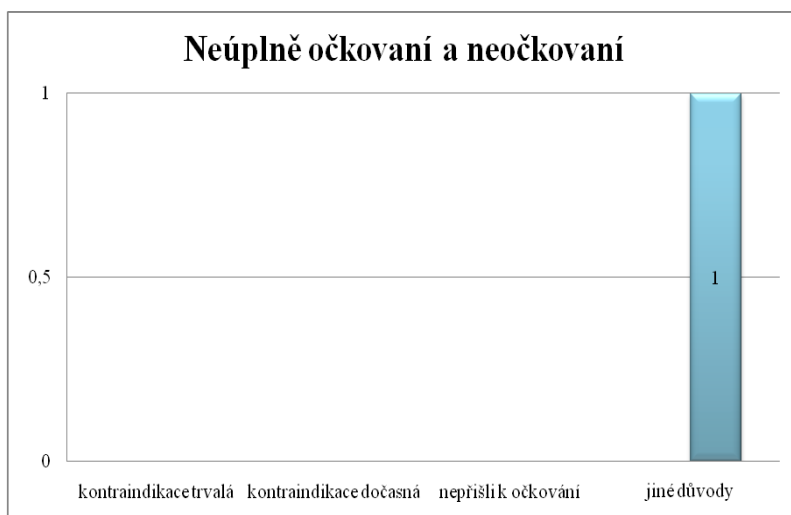 Neúplně očkovaní a neočkovaní
1
0,5
1
0
kontraindikace trvalá kontraindikace dočasná nepřišli k očkování jiné důvody